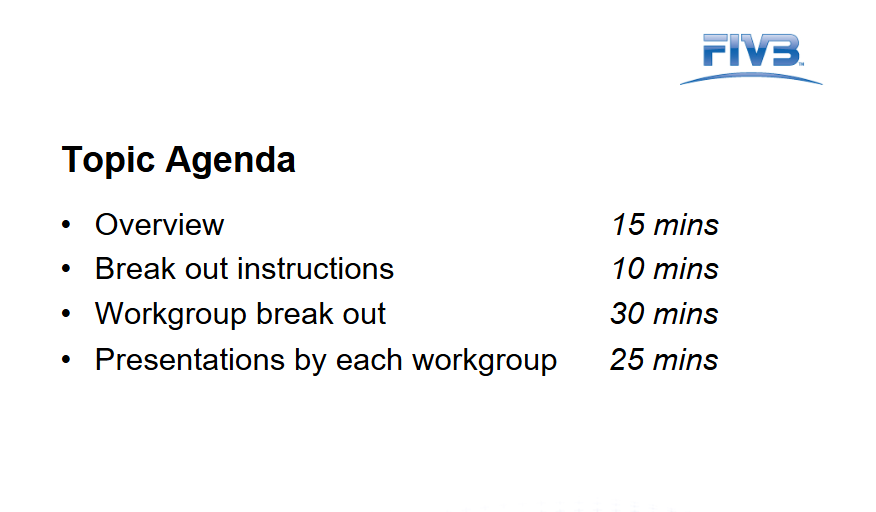 FIVB™
Topic Agenda
• Overview 15 mins
• Break out instructions 10 mins
• Workgroup break out 30 mins
• Presentations by each workgroup 25 mins